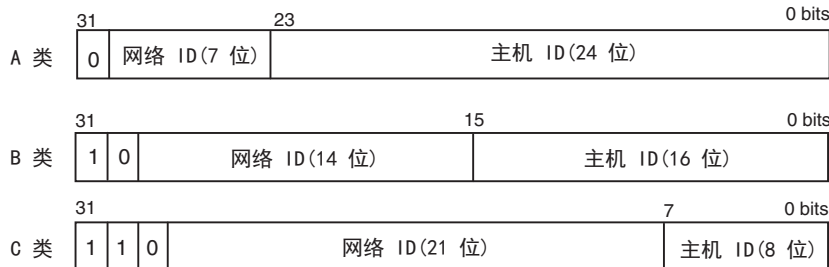 31 23 0 bits
A 类 0 网络 ID(7 位) 主机 ID(24 位)
31 15 0 bits
B 类 1 0 网络 ID(14 位) 主机 ID(16 位)
31 7 0 bits
C 类 1 1 0 网络 ID(21 位) 主机 ID(8 位)